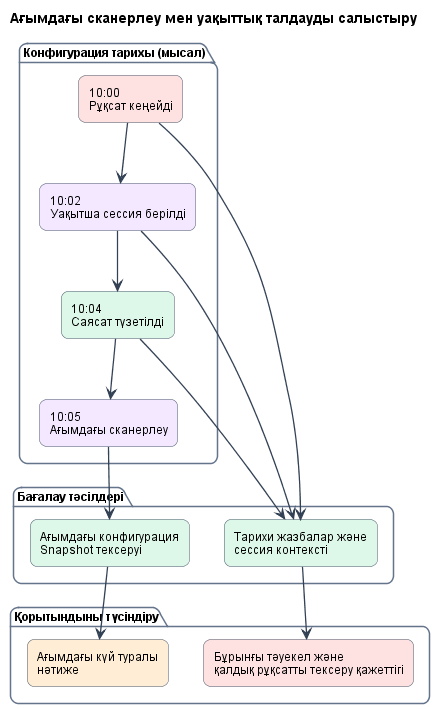 Ағымдағы сканерлеу мен уақыттық талдауды салыстыру
Конфигурация тарихы (мысал)
10:00
Рұқсат кеңейді
10:02
Уақытша сессия берілді
10:04
Саясат түзетілді
10:05
Ағымдағы сканерлеу
Бағалау тәсілдері
Ағымдағы конфигурация
Snapshot тексеруі
Тарихи жазбалар және
сессия контексті
Қорытындыны түсіндіру
Ағымдағы күй туралы
нәтиже
Бұрынғы тәуекел және
қалдық рұқсатты тексеру қажеттігі